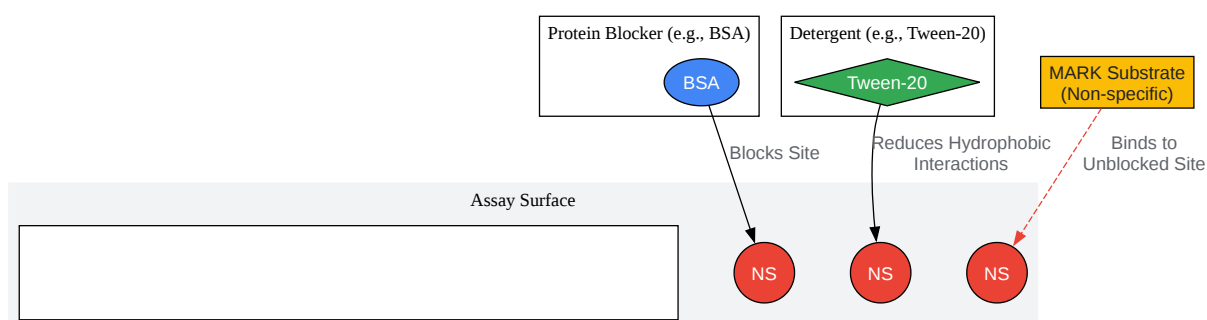 Protein Blocker (e.g., BSA)
BSA
Detergent (e.g., Tween-20)
Tween-20
MARK Substrate
(Non-specific)
Blocks Site
Reduces Hydrophobic
Interactions
Binds to
Unblocked Site
Assay Surface
NS
NS
NS